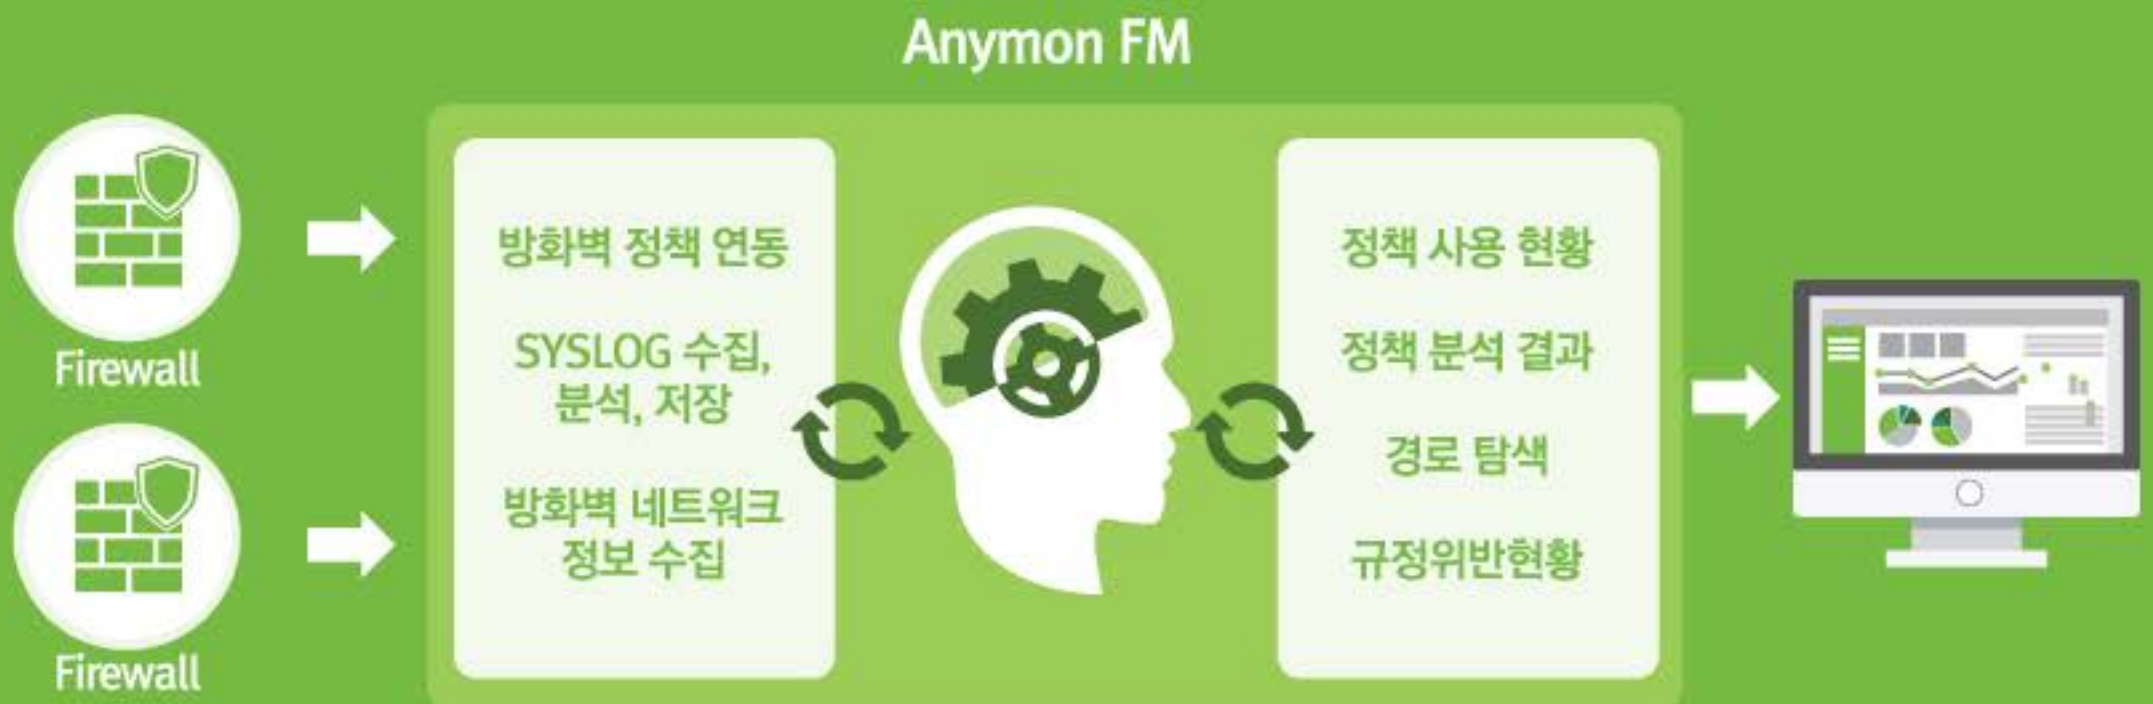 Anymon FM
Firewall
Firewall
방화벽 정책 연동
SYSLOG 수집,
분석, 저장
방화벽 네트워크
정보 수집
정책 사용 현황
정책 분석 결과
경로 탐색
규정위반현황